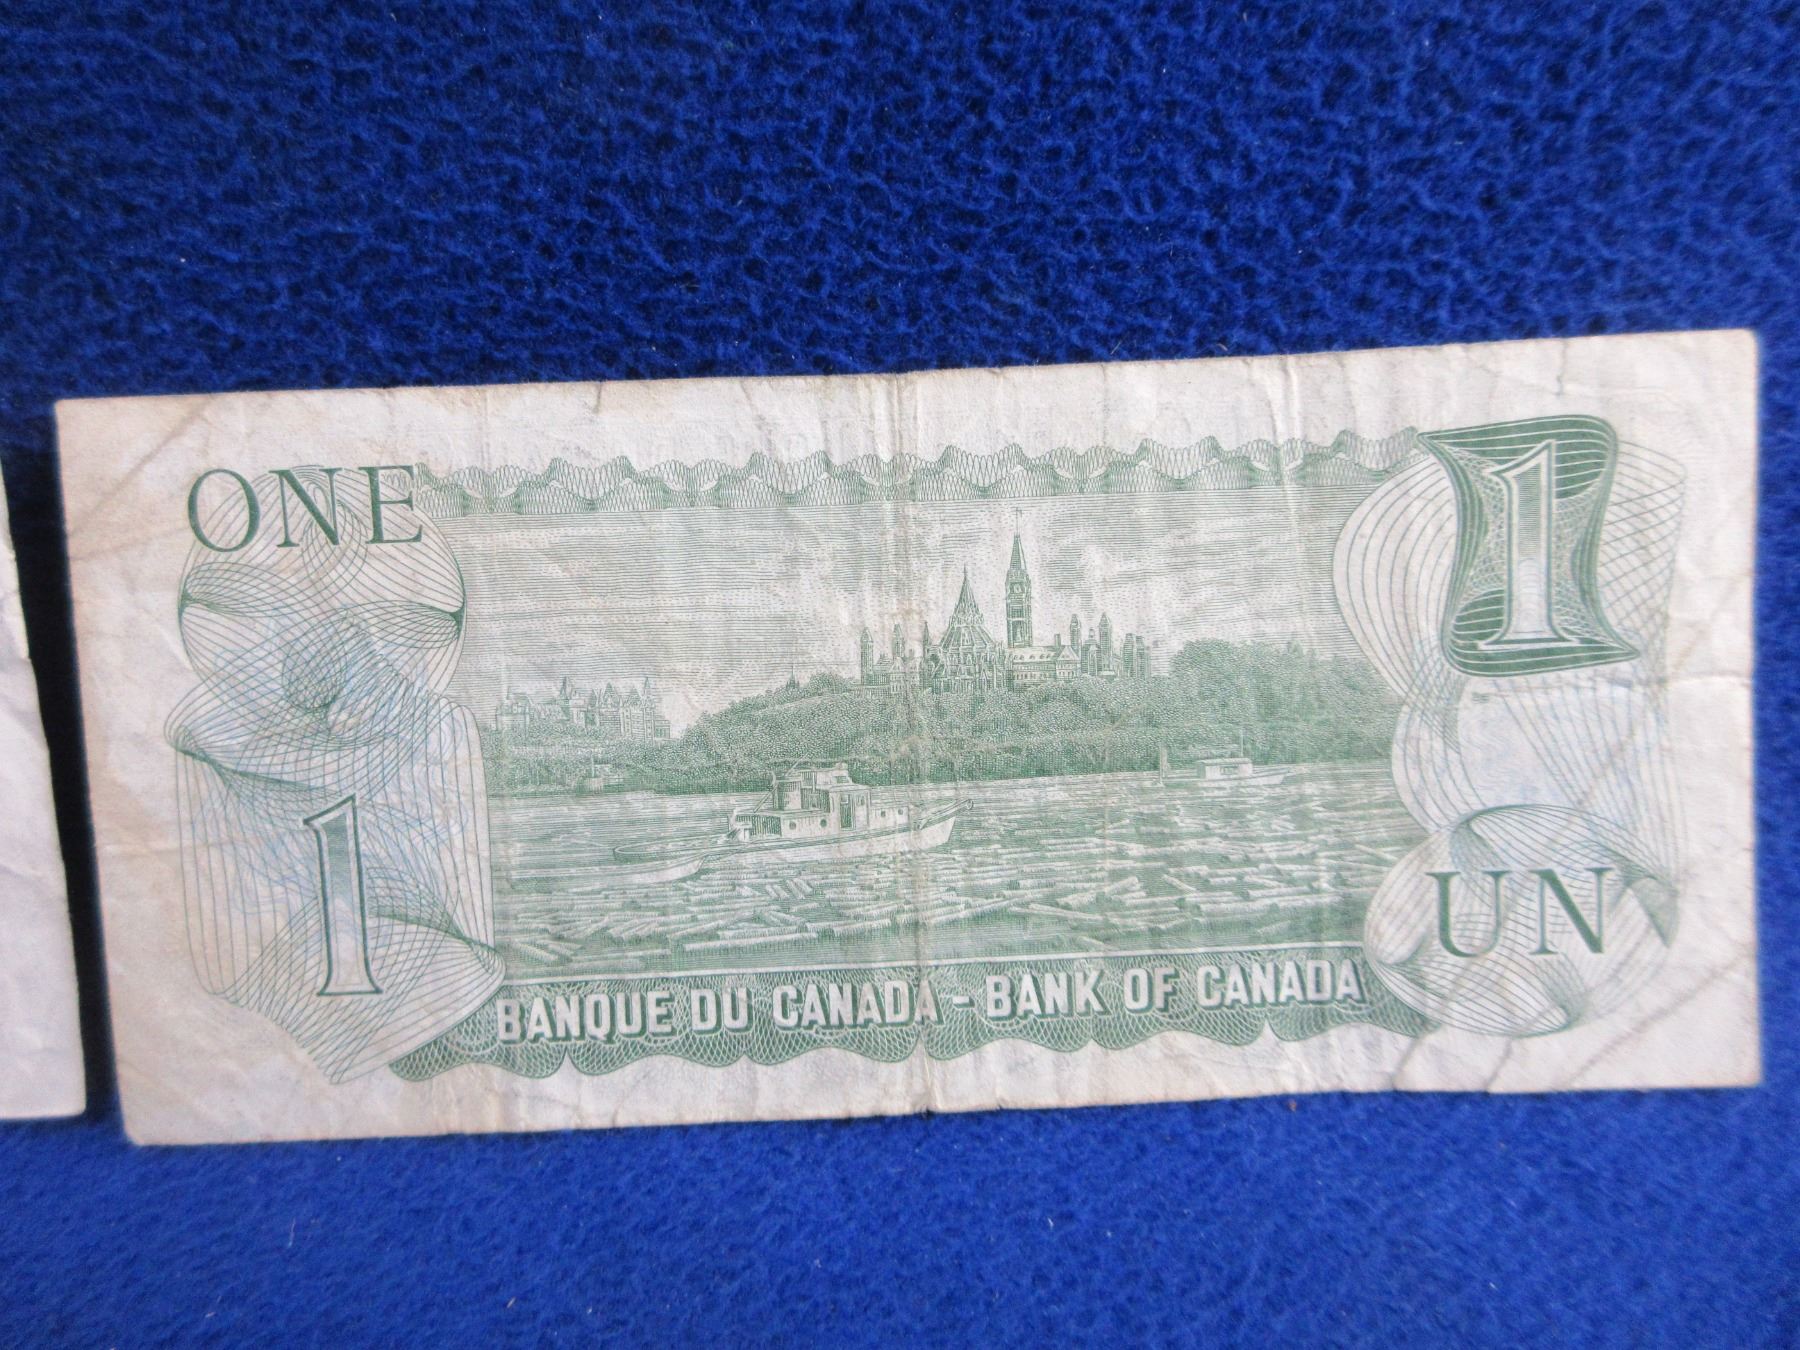 ONE
1
1
UN
BANQUE DU CANADA - BANK OF CANADA